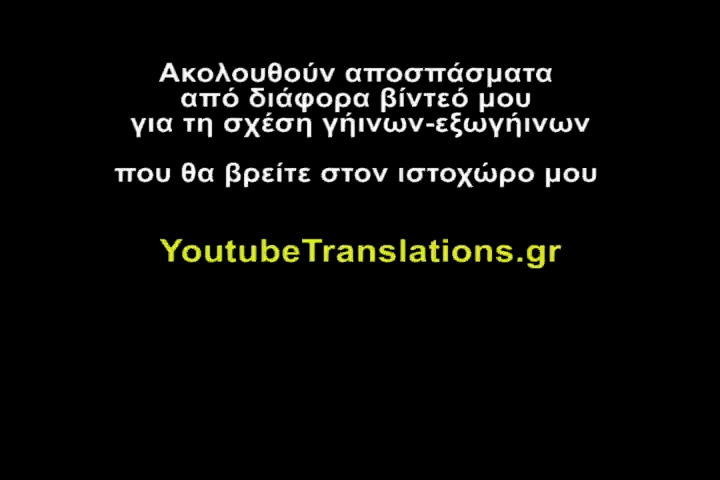 Ακολουθούν αποσπάσματα
από διάφορα βίντεό μου
για τη σχέση γήινων-εξωγήινων
που θα βρείτε στον ιστοχώρο μου
YoutubeTranslations.gr